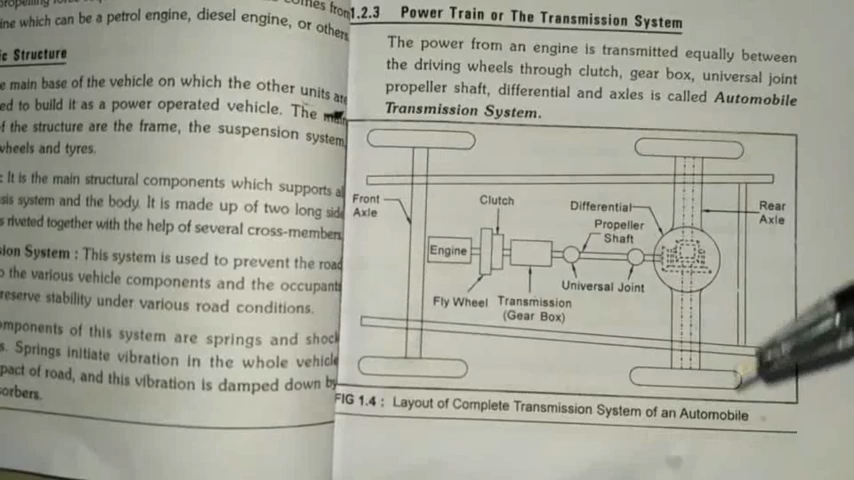 comes from
ine which can be a petrol engine, diesel engine, or others
ic Structure
e main base of the vehicle on which the other units are
ed to build it as a power operated vehicle. The main
of the structure are the frame, the suspension system,
wheels and tyres.
: It is the main structural components which supports al
sis system and the body. It is made up of two long side
s riveted together with the help of several cross-members
sion System : This system is used to prevent the road
o the various vehicle components and the occupant
reserve stability under various road conditions.
omponents of this system are springs and shock
s. Springs initiate vibration in the whole vehicle
pact of road, and this vibration is damped down by
sorbers.
1.2.3 Power Train or The Transmission System
The power from an engine is transmitted equally between
the driving wheels through clutch, gear box, universal joint
propeller shaft, differential and axles is called Automobile
Transmission System.
Front
Axle
Clutch
Differential
Propeller
Shaft
Rear
Axle
Engine
Universal Joint
Fly Wheel
Transmission
(Gear Box)
FIG 1.4 : Layout of Complete Transmission System of an Automobile